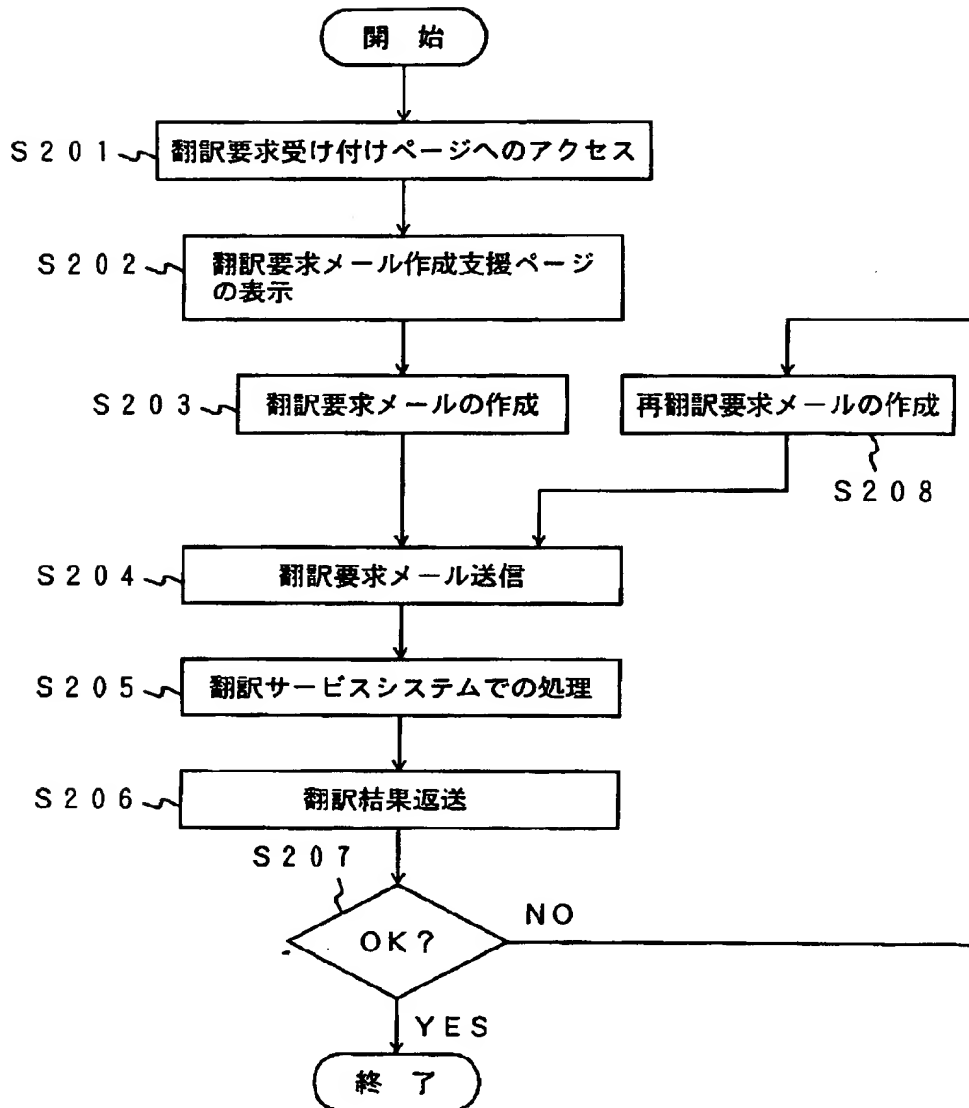 開 始
S201
翻訳要求受け付けページへのアクセス
S202
翻訳要求メール作成支援ページ
の表示
S203
翻訳要求メールの作成
再翻訳要求メールの作成
S208
S204
翻訳要求メール送信
S205
翻訳サービスシステムでの処理
S206
翻訳結果返送
S207
OK?
NO
YES
終 了